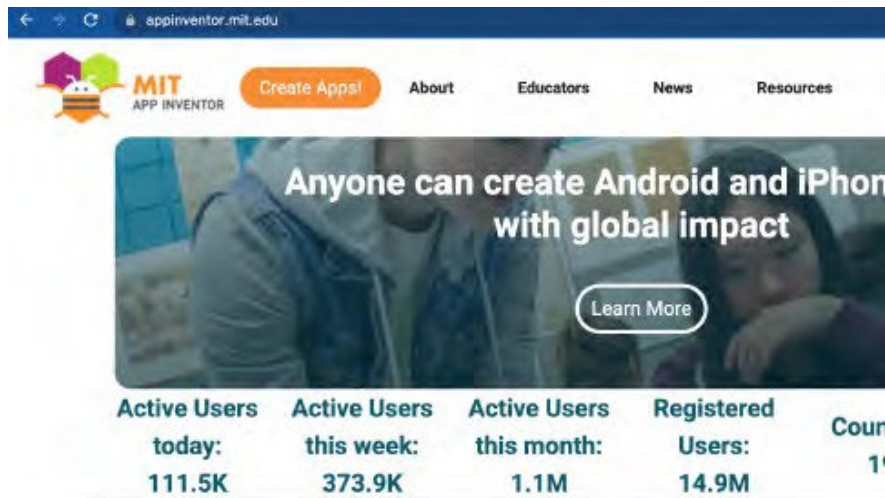 appinventor.mit.edu
MIT
APP INVENTOR
Create Apps!
About
Educators
News
Resources
Anyone can create Android and iPhon
with global impact
Learn More
Active Users
today:
111.5K
Active Users
this week:
373.9K
Active Users
this month:
1.1M
Registered
Users:
14.9M
Coun
19